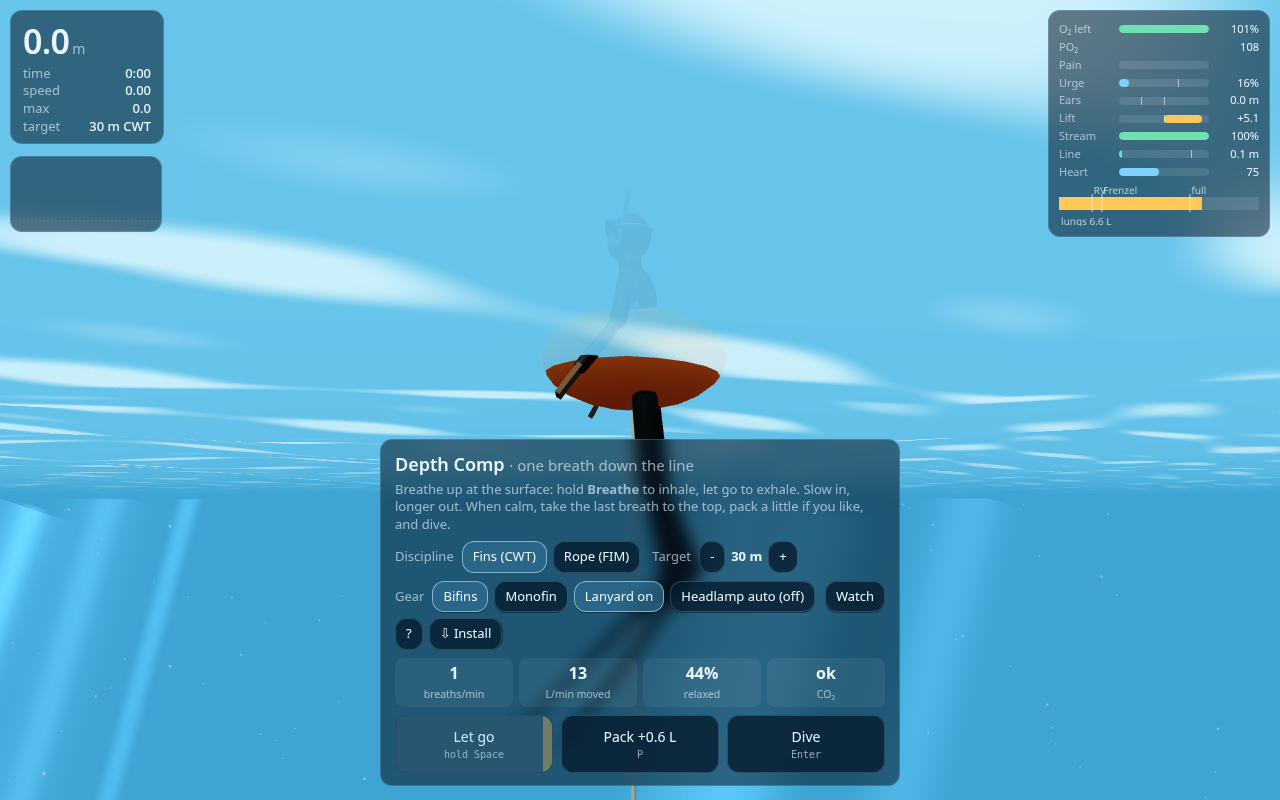 0.0 m
time 0:00
speed 0.00
max 0.0
target 30 m CWT
O₂ left 101%
PO₂ 108
Pain
Urge 16%
Ears 0.0 m
Lift +5.1
Stream 100%
Line 0.1 m
Heart 75
RV Frenzel full
lungs 6.6 L
Depth Comp · one breath down the line
Breathe up at the surface: hold Breathe to inhale, let go to exhale. Slow in,
longer out. When calm, take the last breath to the top, pack a little if you like,
and dive.
Discipline Fins (CWT) Rope (FIM) Target - 30 m +
Gear Bifins Monofin Lanyard on Headlamp auto (off) Watch
? ⇩ Install
1 13 44% ok
breaths/min L/min moved relaxed CO₂
Let go Pack +0.6 L Dive
hold Space P Enter